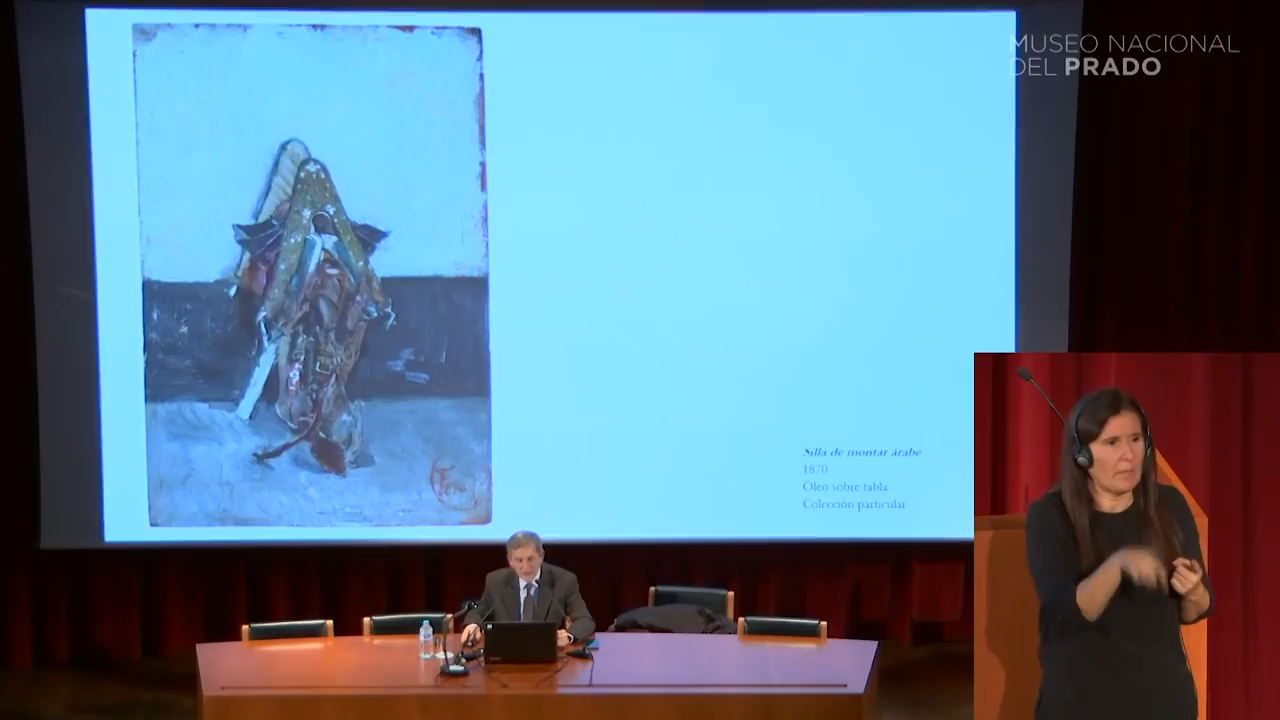 MUSEO NACIONAL
DEL PRADO
Silla de montar árabe
1870
Óleo sobre tabla
Colección particular